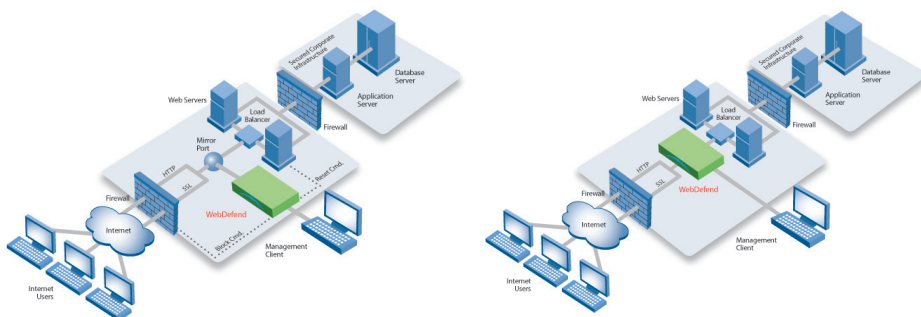 Secured Corporate
Infrastructure
Database
Server
Application
Server
Web Servers
Load
Balancer
Firewall
Mirror
Port
HTTP
SSL
Firewall
Reset Cmd.
WebDefend
Internet
Block Cmd.
Management
Client
Internet
Users
Secured Corporate
Infrastructure
Database
Server
Application
Server
Web Servers
Load
Balancer
Firewall
HTTP
SSL
WebDefend
Firewall
Internet
Management
Client
Internet
Users